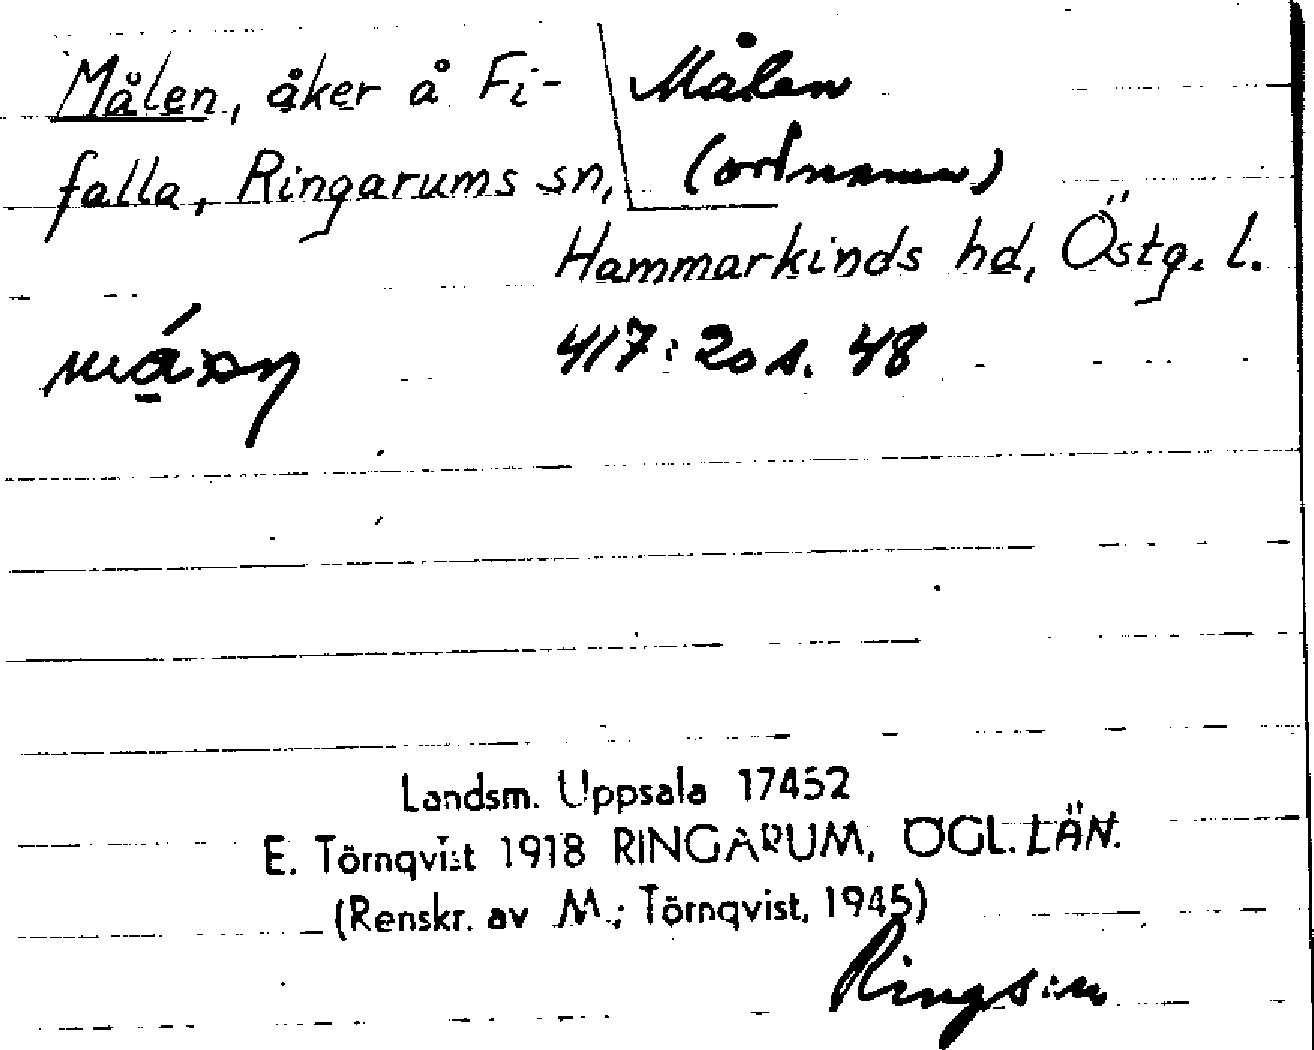 Målen, åker å Fi-
falla, Ringarums sn,
Målen
(ortnamn)
Hammarkinds hd, Östg. l.
417:20 s. 48
Landsm. Uppsala 17452
E. Törnqvist 1918 RINGARUM, ÖGL. LÄN.
(Renskr. av M. Törnqvist, 1945)